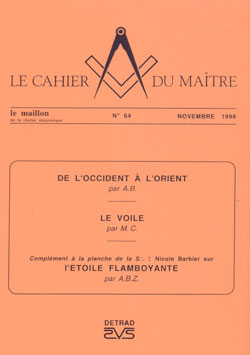 LE CAHIER DU MAÎTRE
le maillon N° 64 NOVEMBRE 1998
de la chaîne maçonnique
DE L'OCCIDENT À L'ORIENT
par A.B.
LE VOILE
par M.C.
Complément à la planche de la S∴ : Nicole Barbier sur
l'ETOILE FLAMBOYANTE
par A.B.Z.
DETRAD
aVs